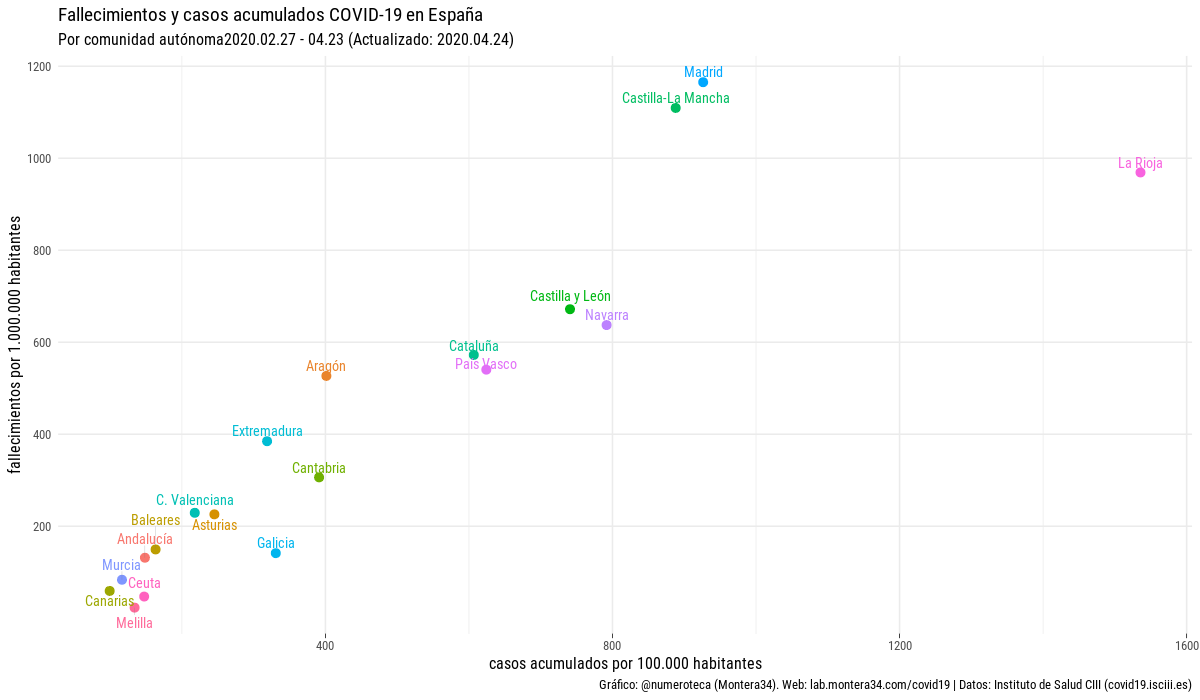 Fallecimientos y casos acumulados COVID-19 en España
Por comunidad autónoma2020.02.27 - 04.23 (Actualizado: 2020.04.24)
1200
1000
800
600
400
200
fallecimientos por 1.000.000 habitantes
Madrid
Castilla-La Mancha
La Rioja
Castilla y León
Navarra
Cataluña
País Vasco
Aragón
Extremadura
Cantabria
C. Valenciana
Baleares
Asturias
Andalucía
Galicia
Murcia
Ceuta
Canarias
Melilla
400
800
1200
1600
casos acumulados por 100.000 habitantes
Gráfico: @numeroteca (Montera34). Web: lab.montera34.com/covid19 | Datos: Instituto de Salud CIII (covid19.isciii.es)